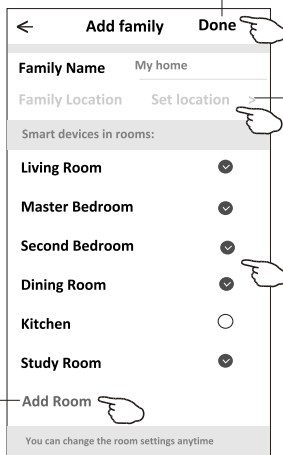 Add family Done
Family Name My home
Family Location Set location >
Smart devices in rooms:
Living Room
Master Bedroom
Second Bedroom
Dining Room
Kitchen
Study Room
Add Room
You can change the room settings anytime